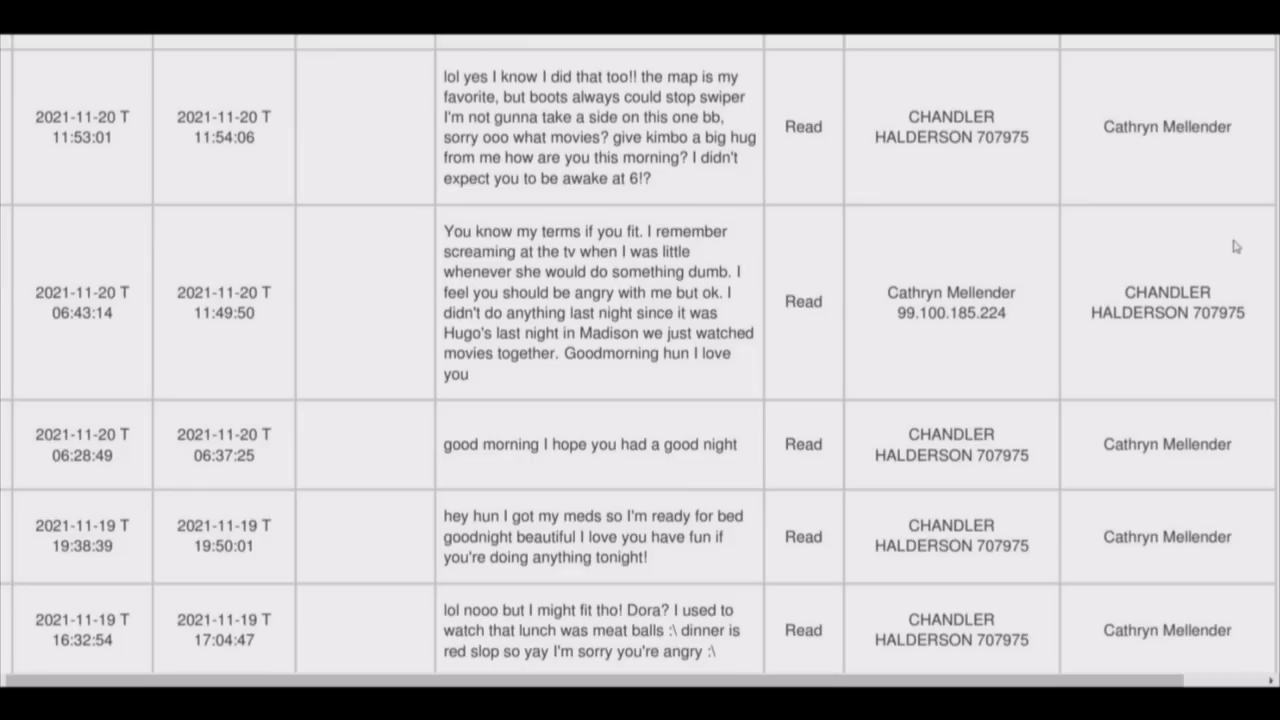 2021-11-20 T
11:53:01
2021-11-20 T
11:54:06
lol yes I know I did that too!! the map is my
favorite, but boots always could stop swiper
I'm not gunna take a side on this one bb,
sorry ooo what movies? give kimbo a big hug
from me how are you this morning? I didn't
expect you to be awake at 6!?
Read
CHANDLER
HALDERSON 707975
Cathryn Mellender
2021-11-20 T
06:43:14
2021-11-20 T
11:49:50
You know my terms if you fit. I remember
screaming at the tv when I was little
whenever she would do something dumb. I
feel you should be angry with me but ok. I
didn't do anything last night since it was
Hugo's last night in Madison we just watched
movies together. Goodmorning hun I love
you
Read
Cathryn Mellender
99.100.185.224
CHANDLER
HALDERSON 707975
2021-11-20 T
06:28:49
2021-11-20 T
06:37:25
good morning I hope you had a good night
Read
CHANDLER
HALDERSON 707975
Cathryn Mellender
2021-11-19 T
19:38:39
2021-11-19 T
19:50:01
hey hun I got my meds so I'm ready for bed
goodnight beautiful I love you have fun if
you're doing anything tonight!
Read
CHANDLER
HALDERSON 707975
Cathryn Mellender
2021-11-19 T
16:32:54
2021-11-19 T
17:04:47
lol nooo but I might fit tho! Dora? I used to
watch that lunch was meat balls :\ dinner is
red slop so yay I'm sorry you're angry :\
Read
CHANDLER
HALDERSON 707975
Cathryn Mellender